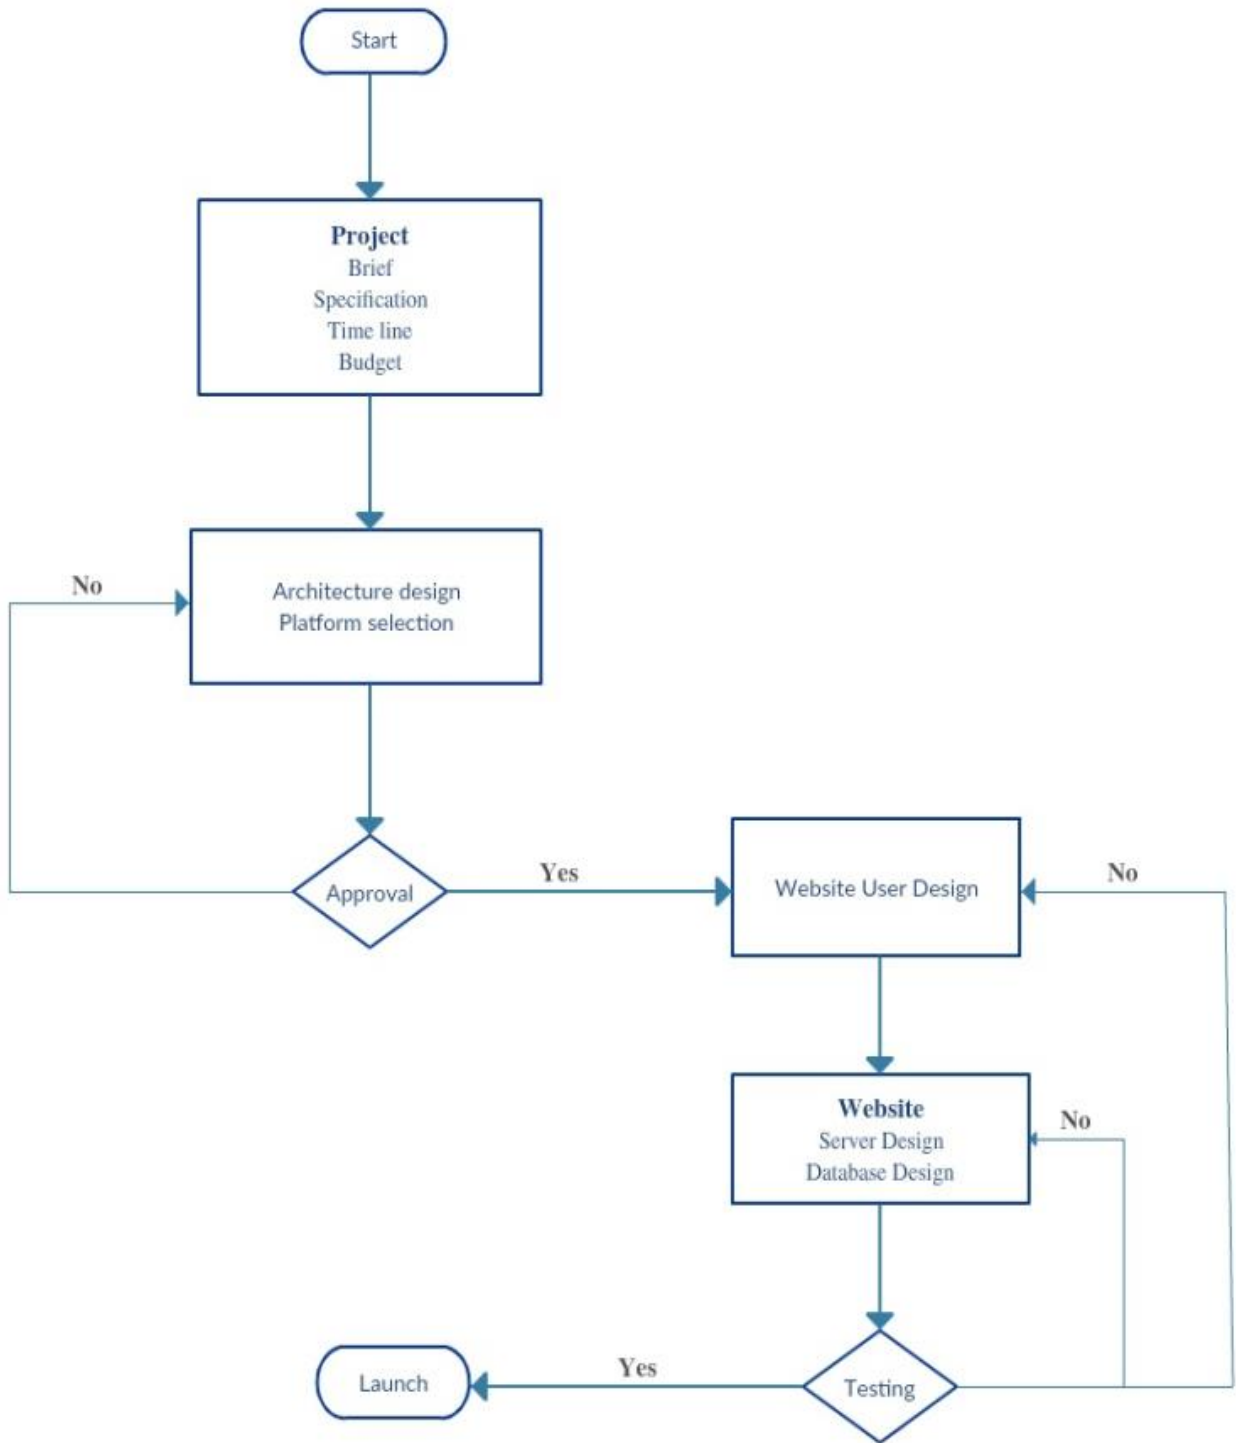 Start
Project
Brief
Specification
Time line
Budget
No
Architecture design
Platform selection
Approval
Yes
Website User Design
No
Website
Server Design
Database Design
No
Testing
Yes
Launch